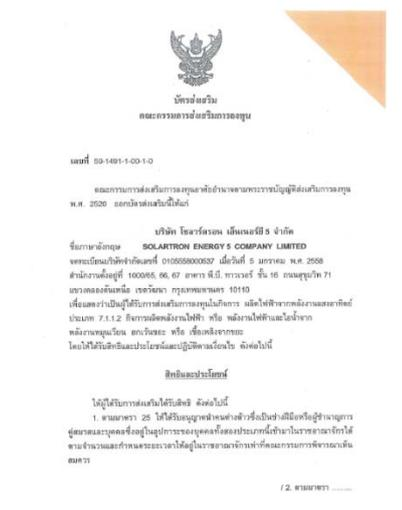 บัตรส่งเสริม
คณะกรรมการส่งเสริมการลงทุน
เลขที่ 59-1491-1-00-1-0
คณะกรรมการส่งเสริมการลงทุนอาศัยอำนาจตามพระราชบัญญัติส่งเสริมการลงทุน
พ.ศ. 2520 ออกบัตรส่งเสริมนี้ให้แก่
บริษัท โซลาร์ตรอน เอ็นเนอร์ยี่ 5 จำกัด
ชื่อภาษาอังกฤษ SOLARTRON ENERGY 5 COMPANY LIMITED
จดทะเบียนบริษัทจำกัดเลขที่ 0105558000537 เมื่อวันที่ 5 มกราคม พ.ศ. 2558
สำนักงานตั้งอยู่ที่ 1000/65, 66, 67 อาคาร พี.บี. ทาวเวอร์ ชั้น 16 ถนนสุขุมวิท 71
แขวงคลองตันเหนือ เขตวัฒนา กรุงเทพมหานคร 10110
เพื่อแสดงว่าเป็นผู้ได้รับการส่งเสริมการลงทุนในกิจการ ผลิตไฟฟ้าจากพลังงานแสงอาทิตย์
ประเภท 7.1.1.2 กิจการผลิตพลังงานไฟฟ้า หรือ พลังงานไฟฟ้าและไอน้ำจาก
พลังงานหมุนเวียน ยกเว้นขยะ หรือ เชื้อเพลิงจากขยะ
โดยให้ได้รับสิทธิและประโยชน์และปฏิบัติตามเงื่อนไข ดังต่อไปนี้
สิทธิและประโยชน์
ให้ผู้ได้รับการส่งเสริมได้รับสิทธิ ดังต่อไปนี้
1. ตามมาตรา 25 ให้ได้รับอนุญาตนำคนต่างด้าวซึ่งเป็นช่างฝีมือหรือผู้ชำนาญการ
คู่สมรสและบุคคลซึ่งอยู่ในอุปการะของบุคคลทั้งสองประเภทนี้เข้ามาในราชอาณาจักรได้
ตามจำนวนและกำหนดระยะเวลาให้อยู่ในราชอาณาจักรเท่าที่คณะกรรมการพิจารณาเห็น
สมควร
/ 2. ตามมาตรา ........